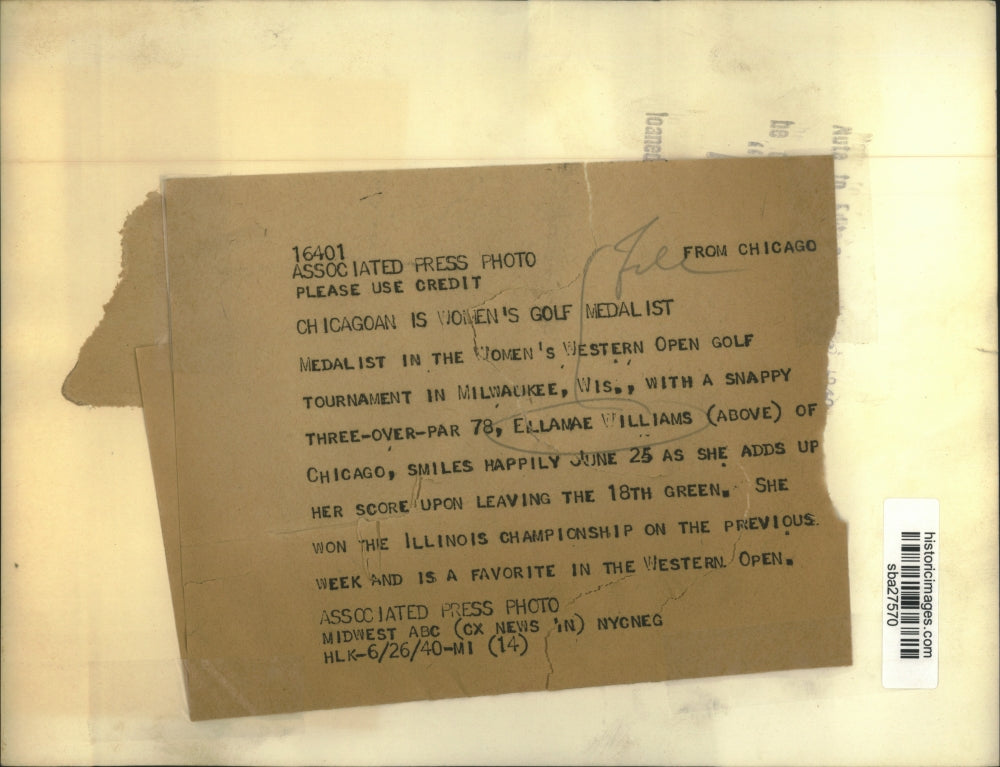 16401
ASSOCIATED PRESS PHOTO
FROM CHICAGO
PLEASE USE CREDIT
CHICAGOAN IS WOMEN'S GOLF MEDALIST
MEDALIST IN THE WOMEN'S WESTERN OPEN GOLF
TOURNAMENT IN MILWAUKEE, WIS., WITH A SNAPPY
THREE-OVER-PAR 78, ELLAMAE WILLIAMS (ABOVE) OF
CHICAGO, SMILES HAPPILY JUNE 25 AS SHE ADDS UP
HER SCORE UPON LEAVING THE 18TH GREEN. SHE
WON THE ILLINOIS CHAMPIONSHIP ON THE PREVIOUS
WEEK AND IS A FAVORITE IN THE WESTERN OPEN.
ASSOCIATED PRESS PHOTO
MIDWEST ABC (CX NEWS IN) NYCNEG
HLK-6/26/40-MI (14)
historicimages.com
sba27570
loaned
be
Note to